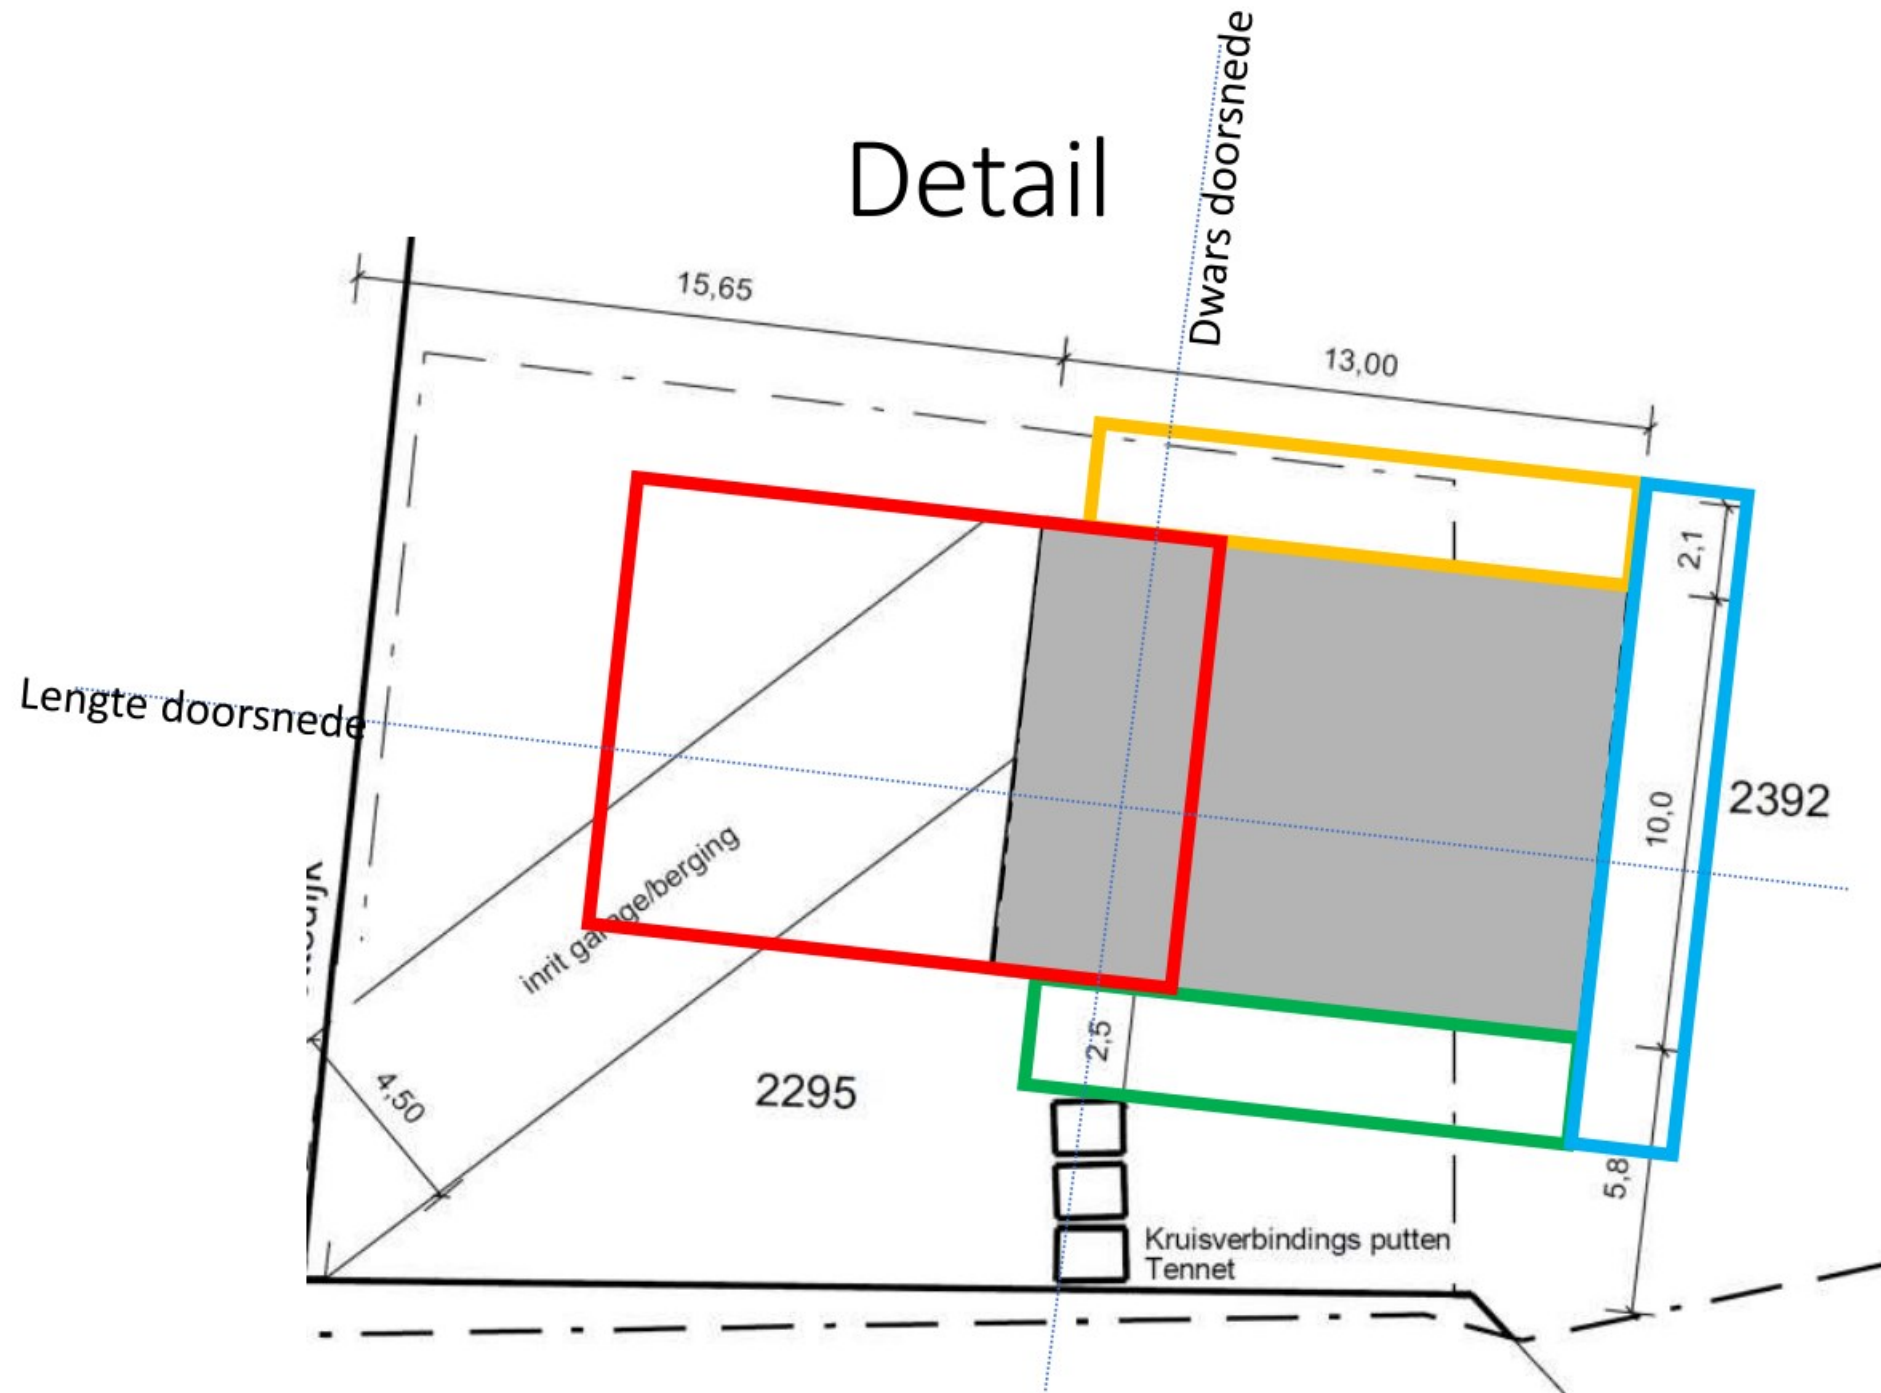 Detail
Dwars doorsnede
15,65
13,00
2,1
Lengte doorsnede
10,0
2392
inrit garage/berging
2,5
4,50
2295
5,8
Kruisverbindings putten
Tennet